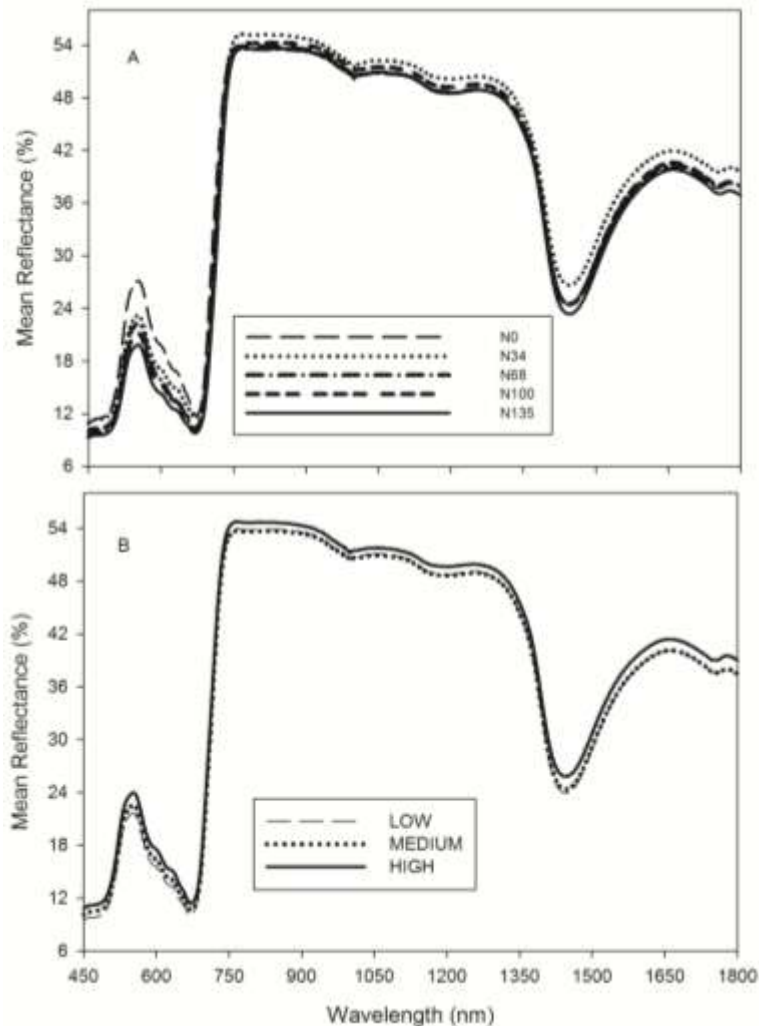 A
Mean Reflectance (%)
54
48
42
36
30
24
18
12
6
N0
N34
N68
N100
N135
B
Mean Reflectance (%)
54
48
42
36
30
24
18
12
6
LOW
MEDIUM
HIGH
450 600 750 900 1050 1200 1350 1500 1650 1800
Wavelength (nm)